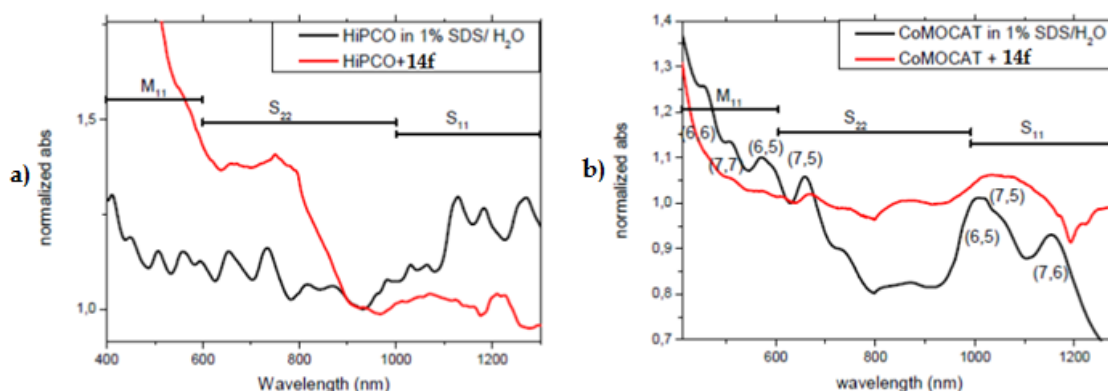 a)
HiPCO in 1% SDS/ H₂O
HiPCO+14f
M₁₁
S₂₂
S₁₁
normalized abs
1,5
1,0
400
600
800
1000
1200
Wavelength (nm)
b)
CoMOCAT in 1% SDS/H₂O
CoMOCAT + 14f
M₁₁
S₂₂
S₁₁
(6,6)
(7,7)
(6,5)
(7,5)
(7,5)
(6,5)
(7,6)
normalized abs
1,4
1,3
1,2
1,1
1,0
0,9
0,8
0,7
600
800
1000
1200
wavelength (nm)